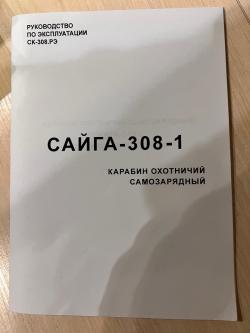 РУКОВОДСТВО
ПО ЭКСПЛУАТАЦИИ
СК-308.РЭ
САЙГА-308-1
КАРАБИН ОХОТНИЧИЙ
САМОЗАРЯДНЫЙ